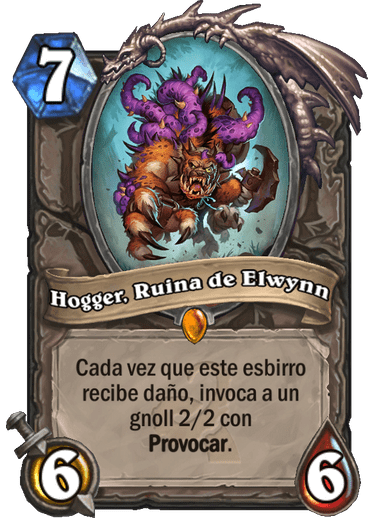 7
Hogger, Ruina de Elwynn
Cada vez que este esbirro
recibe daño, invoca a un
gnoll 2/2 con
Provocar.
6
6